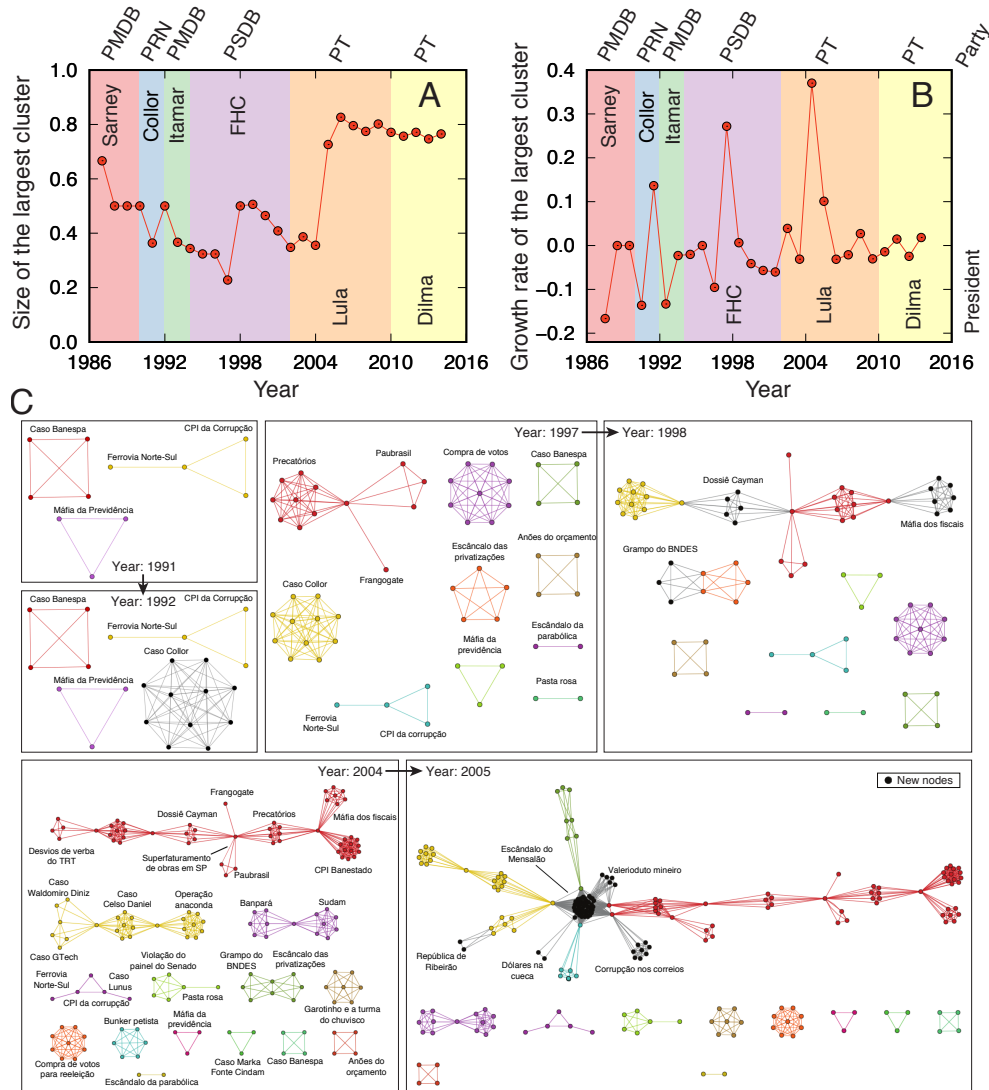 PMDB
PRN
PMDB
PSDB
PT
PT
PMDB
PRN
PMDB
PSDB
PT
PT
Party
Size of the largest cluster
1.0
0.8
0.6
0.4
0.2
0.0
A
Sarney
Collor
Itamar
FHC
Lula
Dilma
1986
1992
1998
2004
2010
2016
Year
Growth rate of the largest cluster
0.4
0.3
0.2
0.1
0.0
−0.1
−0.2
B
Sarney
Collor
Itamar
FHC
Lula
Dilma
President
1986
1992
1998
2004
2010
2016
Year
C
Caso Banespa
CPI da Corrupção
Ferrovia Norte-Sul
Máfia da Previdência
Year: 1991
Year: 1992
Caso Banespa
CPI da Corrupção
Ferrovia Norte-Sul
Caso Collor
Máfia da Previdência
Year: 1997
Precatórios
Paubrasil
Compra de votos
Caso Banespa
Frangogate
Escâncalo das
privatizações
Anões do orçamento
Caso Collor
Escândalo da
parabólica
Máfia da
previdência
Pasta rosa
Ferrovia
Norte-Sul
CPI da corrupção
Year: 1998
Dossiê Cayman
Máfia dos fiscais
Grampo do BNDES
Year: 2004
Frangogate
Dossiê Cayman
Precatórios
Máfia dos fiscais
Desvios de verba
do TRT
Superfaturamento
de obras em SP
Paubrasil
CPI Banestado
Caso
Waldomiro Diniz
Caso
Celso Daniel
Operação
anaconda
Banpará
Sudam
Caso GTech
Violação do
painel do Senado
Grampo do
BNDES
Escândalo das
privatizações
Ferrovia
Norte-Sul
Caso
Lunus
CPI da corrupção
Pasta rosa
Garotinho e a turma
do chuvisco
Bunker petista
Máfia da
previdência
Compra de votos
para reeleição
Caso Marka
Fonte Cindam
Caso Banespa
Anões do
orçamento
Escândalo da parabólica
Year: 2005
New nodes
Escândalo do
Mensalão
Valerioduto mineiro
República de
Ribeirão
Dólares na
cueca
Corrupção nos correios